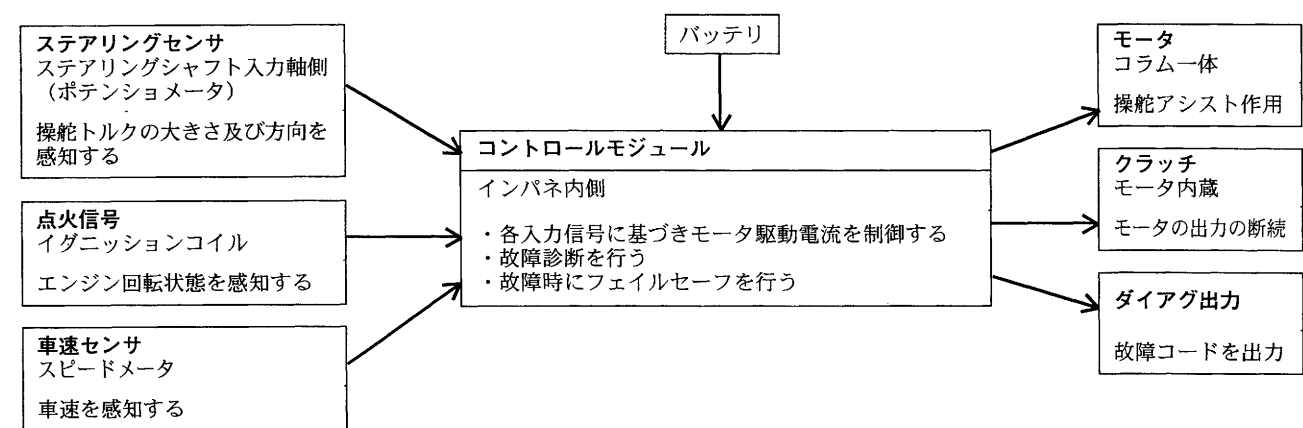 ステアリングセンサ
ステアリングシャフト入力軸側
(ポテンショメータ)
操舵トルクの大きさ及び方向を
感知する
点火信号
イダニッションコイル
エンジン回転状態を感知する
車速センサ
スピードメータ
車速を感知する
バッテリ
コントロールモジュール
インパネ内側
・各入力信号に基づきモータ駆動電流を制御する
・故障診断を行う
・故障時にフェイルセーフを行う
モータ
コラム一体
操舵アシスト作用
クラッチ
モータ内蔵
モータの出力の断続
ダイアグ出力
故障コードを出力